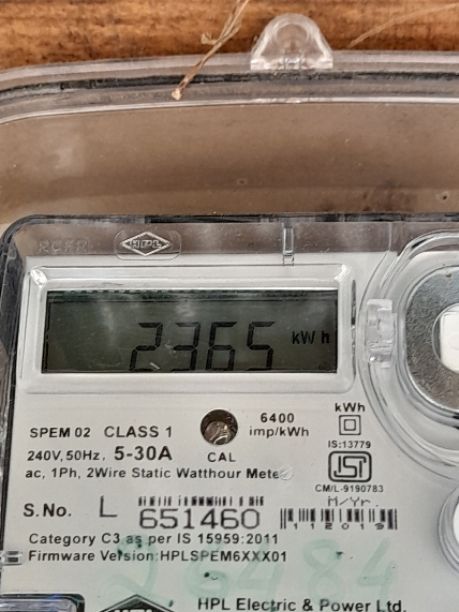 HPL
2365 kWh
6400
imp/kWh
kWh
SPEM 02 CLASS 1
240V, 50Hz, 5-30A
CAL
IS:13779
ac, 1Ph, 2Wire Static Watthour Mete
CM/L-9190783
M/Yr.
S.No. L 651460
112019
Category C3 as per IS 15959:2011
Firmware Version:HPLSPEM6XXX01
26484
HPL Electric & Power Ltd.